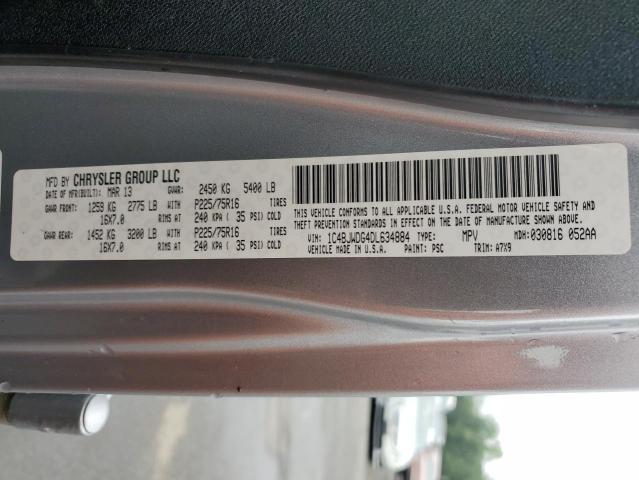 MFD BY CHRYSLER GROUP LLC
DATE OF MFR(BUILT): MAR 13 GVWR: 2450 KG 5400 LB
GAWR FRONT: 1259 KG 2775 LB WITH P225/75R16 TIRES
16X7.0 RIMS AT 240 KPA ( 35 PSI) COLD
GAWR REAR: 1452 KG 3200 LB WITH P225/75R16 TIRES
16X7.0 RIMS AT 240 KPA ( 35 PSI) COLD
THIS VEHICLE CONFORMS TO ALL APPLICABLE U.S.A. FEDERAL MOTOR VEHICLE SAFETY AND
THEFT PREVENTION STANDARDS IN EFFECT ON THE DATE OF MANUFACTURE SHOWN ABOVE.
VIN: 1C4BJWDG4DL634884 TYPE: MPV MDH: 030816 052AA
VEHICLE MADE IN U.S.A. PAINT: PSC TRIM: A7X9